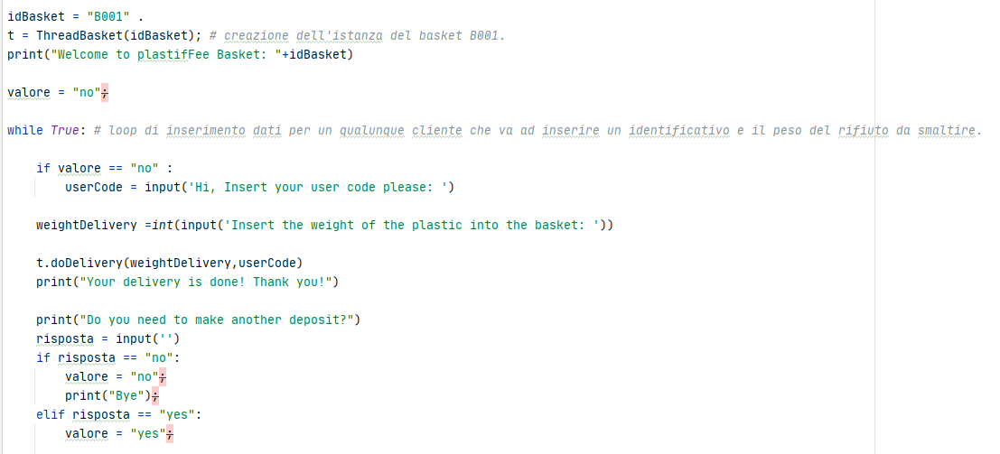 idBasket = "B001" .
t = ThreadBasket(idBasket); # creazione dell'istanza del basket B001.
print("Welcome to plastifFee Basket: "+idBasket)
valore = "no";
while True: # loop di inserimento dati per un qualunque cliente che va ad inserire un identificativo e il peso del rifiuto da smaltire.
if valore == "no" :
userCode = input('Hi, Insert your user code please: ')
weightDelivery =int(input('Insert the weight of the plastic into the basket: '))
t.doDelivery(weightDelivery,userCode)
print("Your delivery is done! Thank you!")
print("Do you need to make another deposit?")
risposta = input('')
if risposta == "no":
valore = "no";
print("Bye");
elif risposta == "yes":
valore = "yes";